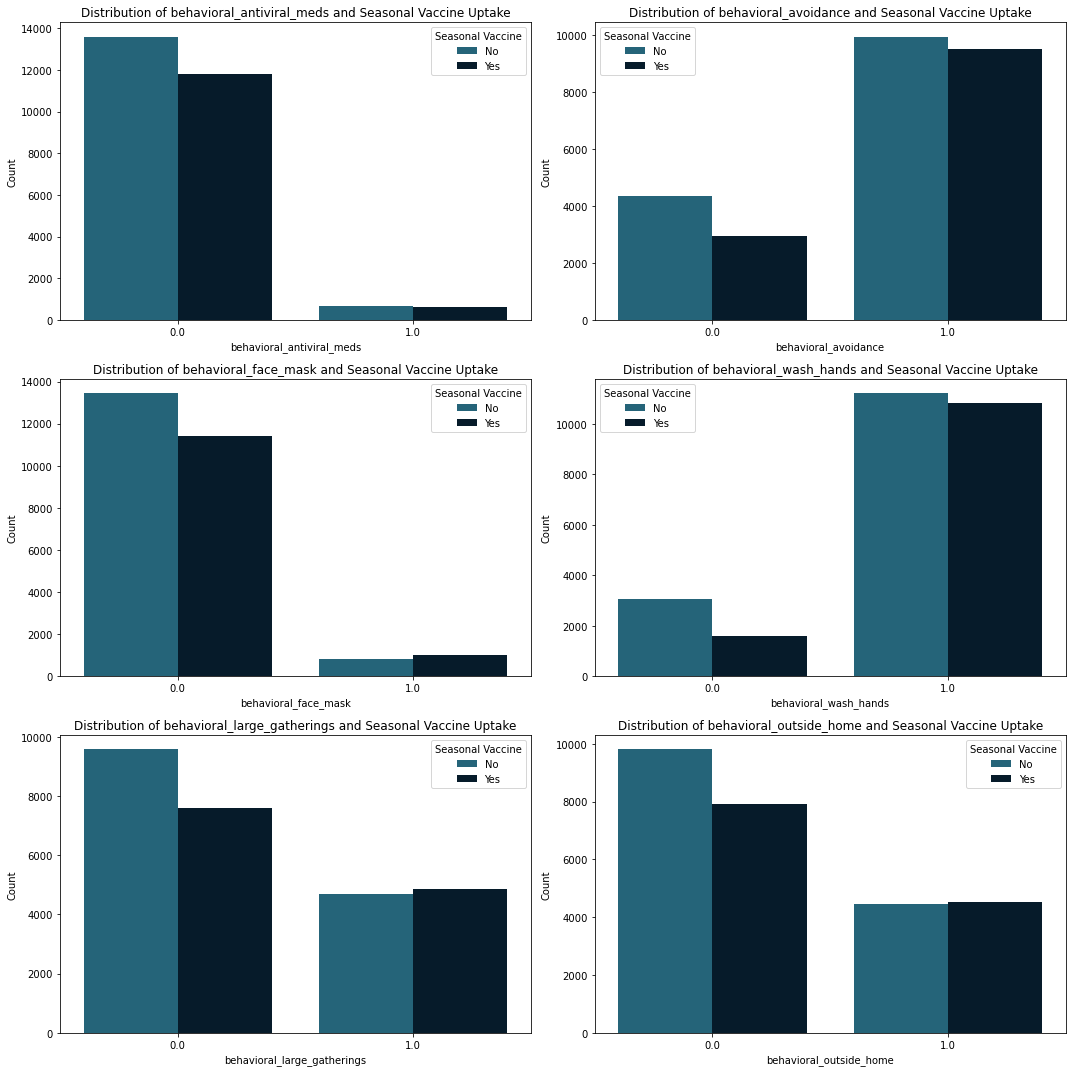 Distribution of behavioral_antiviral_meds and Seasonal Vaccine Uptake
14000
12000
10000
8000
6000
4000
2000
0
Count
Seasonal Vaccine
No
Yes
0.0 1.0
behavioral_antiviral_meds
Distribution of behavioral_avoidance and Seasonal Vaccine Uptake
10000
8000
6000
4000
2000
0
Count
Seasonal Vaccine
No
Yes
0.0 1.0
behavioral_avoidance
Distribution of behavioral_face_mask and Seasonal Vaccine Uptake
14000
12000
10000
8000
6000
4000
2000
0
Count
Seasonal Vaccine
No
Yes
0.0 1.0
behavioral_face_mask
Distribution of behavioral_wash_hands and Seasonal Vaccine Uptake
10000
8000
6000
4000
2000
0
Count
Seasonal Vaccine
No
Yes
0.0 1.0
behavioral_wash_hands
Distribution of behavioral_large_gatherings and Seasonal Vaccine Uptake
10000
8000
6000
4000
2000
0
Count
Seasonal Vaccine
No
Yes
0.0 1.0
behavioral_large_gatherings
Distribution of behavioral_outside_home and Seasonal Vaccine Uptake
10000
8000
6000
4000
2000
0
Count
Seasonal Vaccine
No
Yes
0.0 1.0
behavioral_outside_home